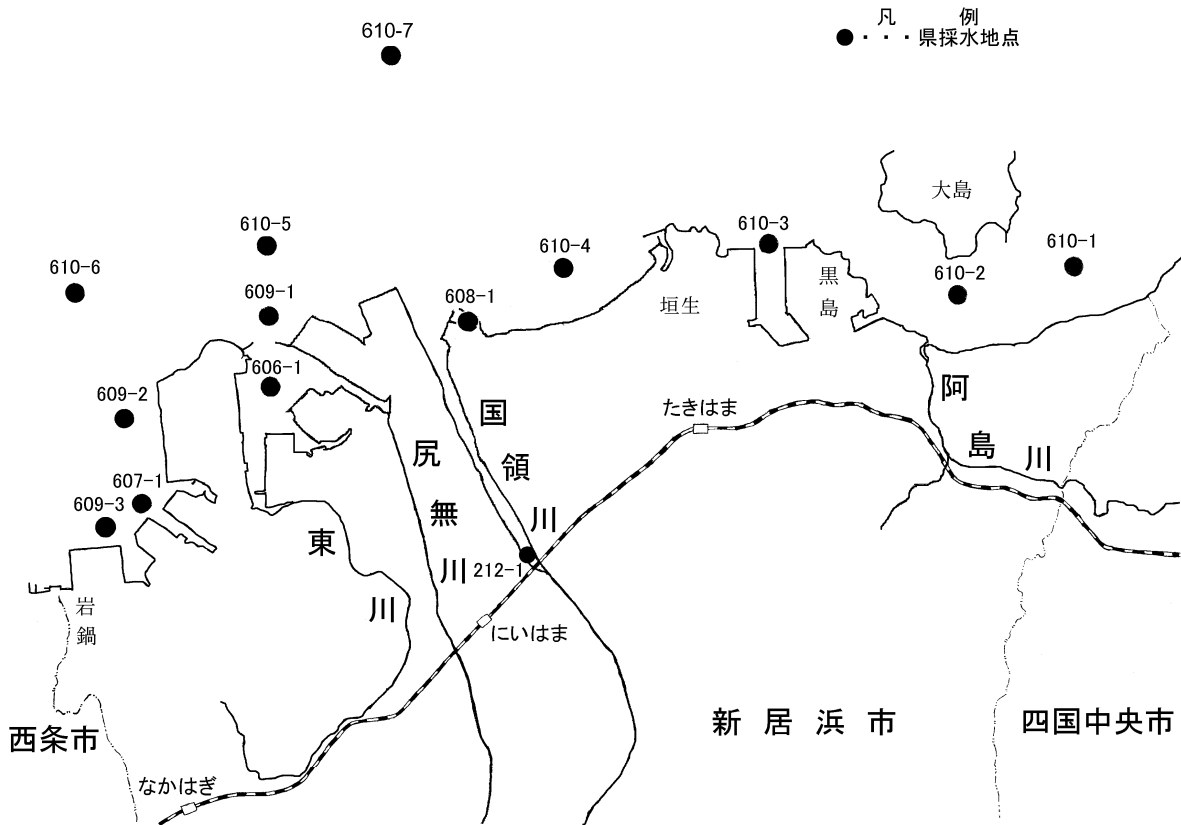 凡 例
●・・・県採水地点
610-7
大島
610-5
610-3
610-4
610-1
610-6
610-2
黒島
609-1
608-1
垣生
606-1
609-2
たきはま
国領川
阿島川
尻無川
607-1
609-3
東川
212-1
岩鍋
にいはま
西条市
新居浜市
四国中央市
なかはぎ